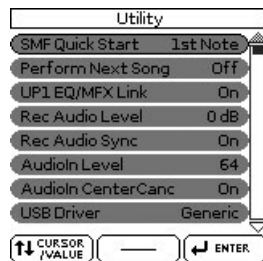 Utility
SMF Quick Start 1st Note
Perform Next Song Off
UP1 EQ/MFX Link On
Rec Audio Level 0 dB
Rec Audio Sync On
AudioIn Level 64
AudioIn CenterCanc On
USB Driver Generic
CURSOR
/VALUE
ENTER